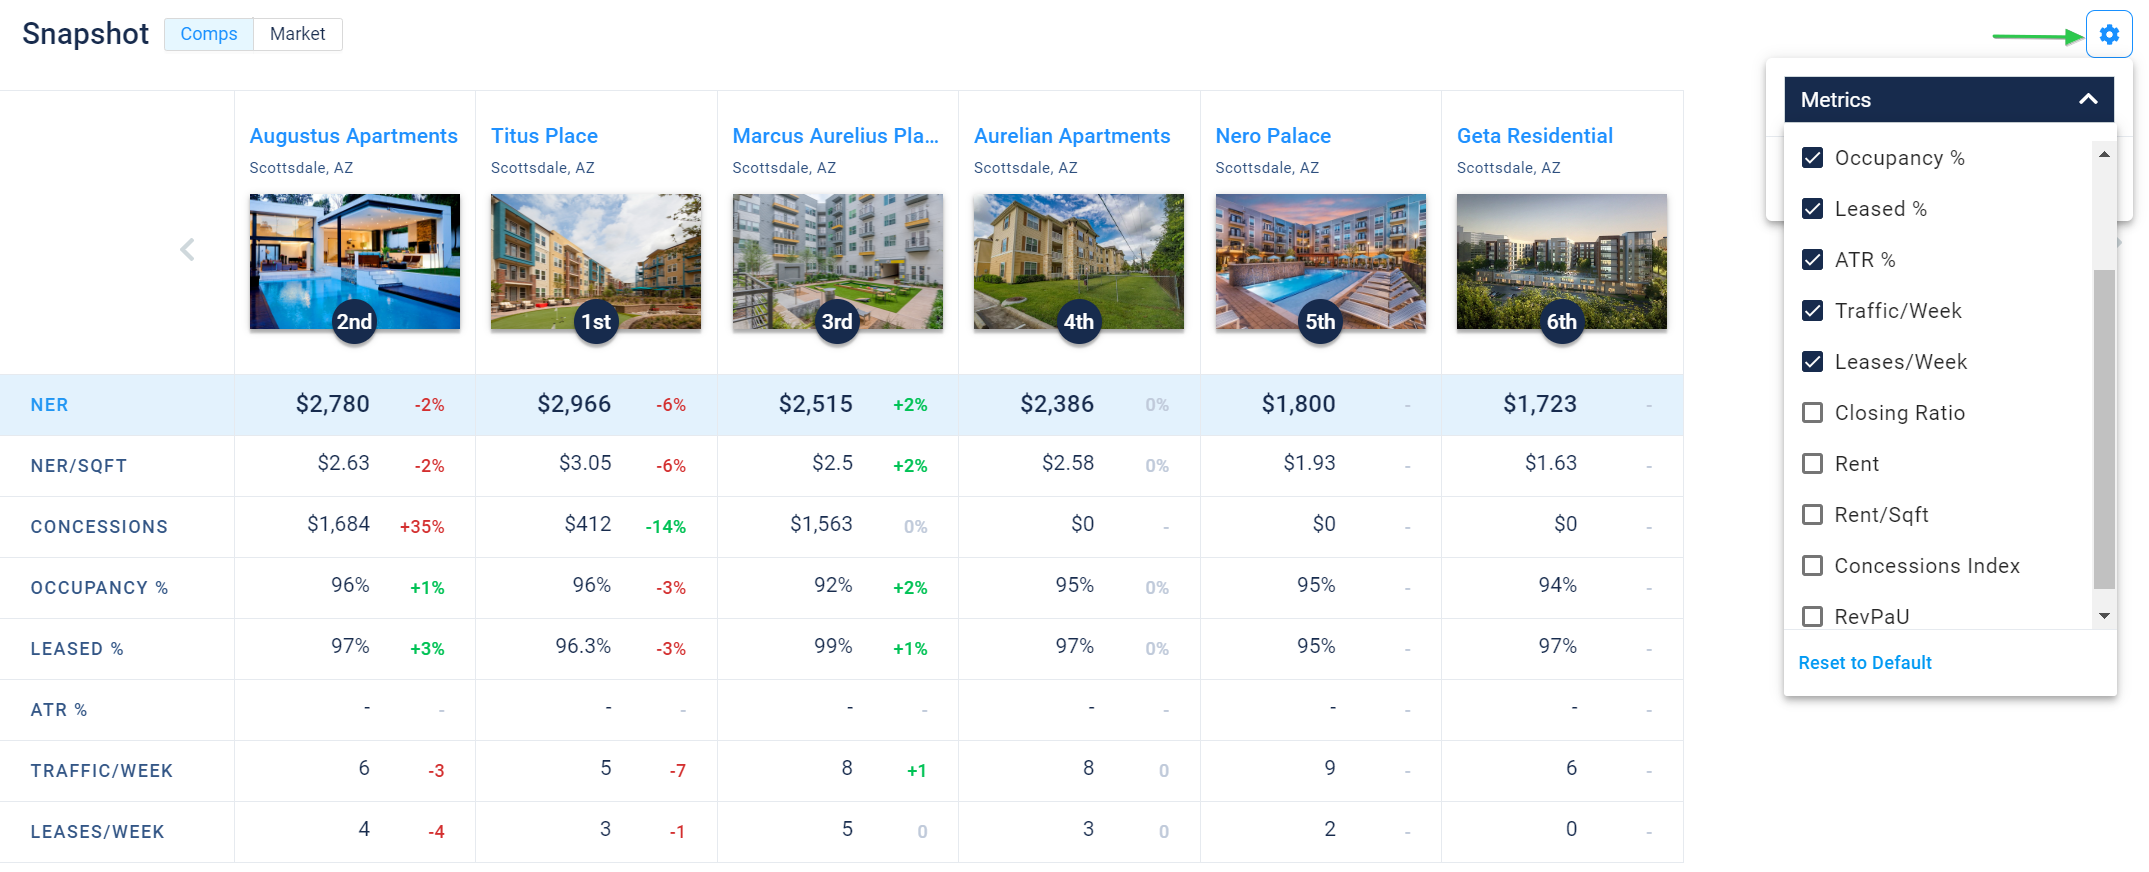 Snapshot Comps Market
Metrics
Augustus Apartments Titus Place Marcus Aurelius Pla... Aurelian Apartments Nero Palace Geta Residential
Scottsdale, AZ Scottsdale, AZ Scottsdale, AZ Scottsdale, AZ Scottsdale, AZ Scottsdale, AZ
2nd 1st 3rd 4th 5th 6th
NER $2,780 -2% $2,966 -6% $2,515 +2% $2,386 0% $1,800 - $1,723 -
NER/SQFT $2.63 -2% $3.05 -6% $2.5 +2% $2.58 0% $1.93 - $1.63 -
CONCESSIONS $1,684 +35% $412 -14% $1,563 0% $0 - $0 - $0 -
OCCUPANCY % 96% +1% 96% -3% 92% +2% 95% 0% 95% - 94% -
LEASED % 97% +3% 96.3% -3% 99% +1% 97% 0% 95% - 97% -
ATR % - - - - - - - - - - - -
TRAFFIC/WEEK 6 -3 5 -7 8 +1 8 0 9 - 6 -
LEASES/WEEK 4 -4 3 -1 5 0 3 0 2 - 0 -
Occupancy %
Leased %
ATR %
Traffic/Week
Leases/Week
Closing Ratio
Rent
Rent/Sqft
Concessions Index
RevPaU
Reset to Default